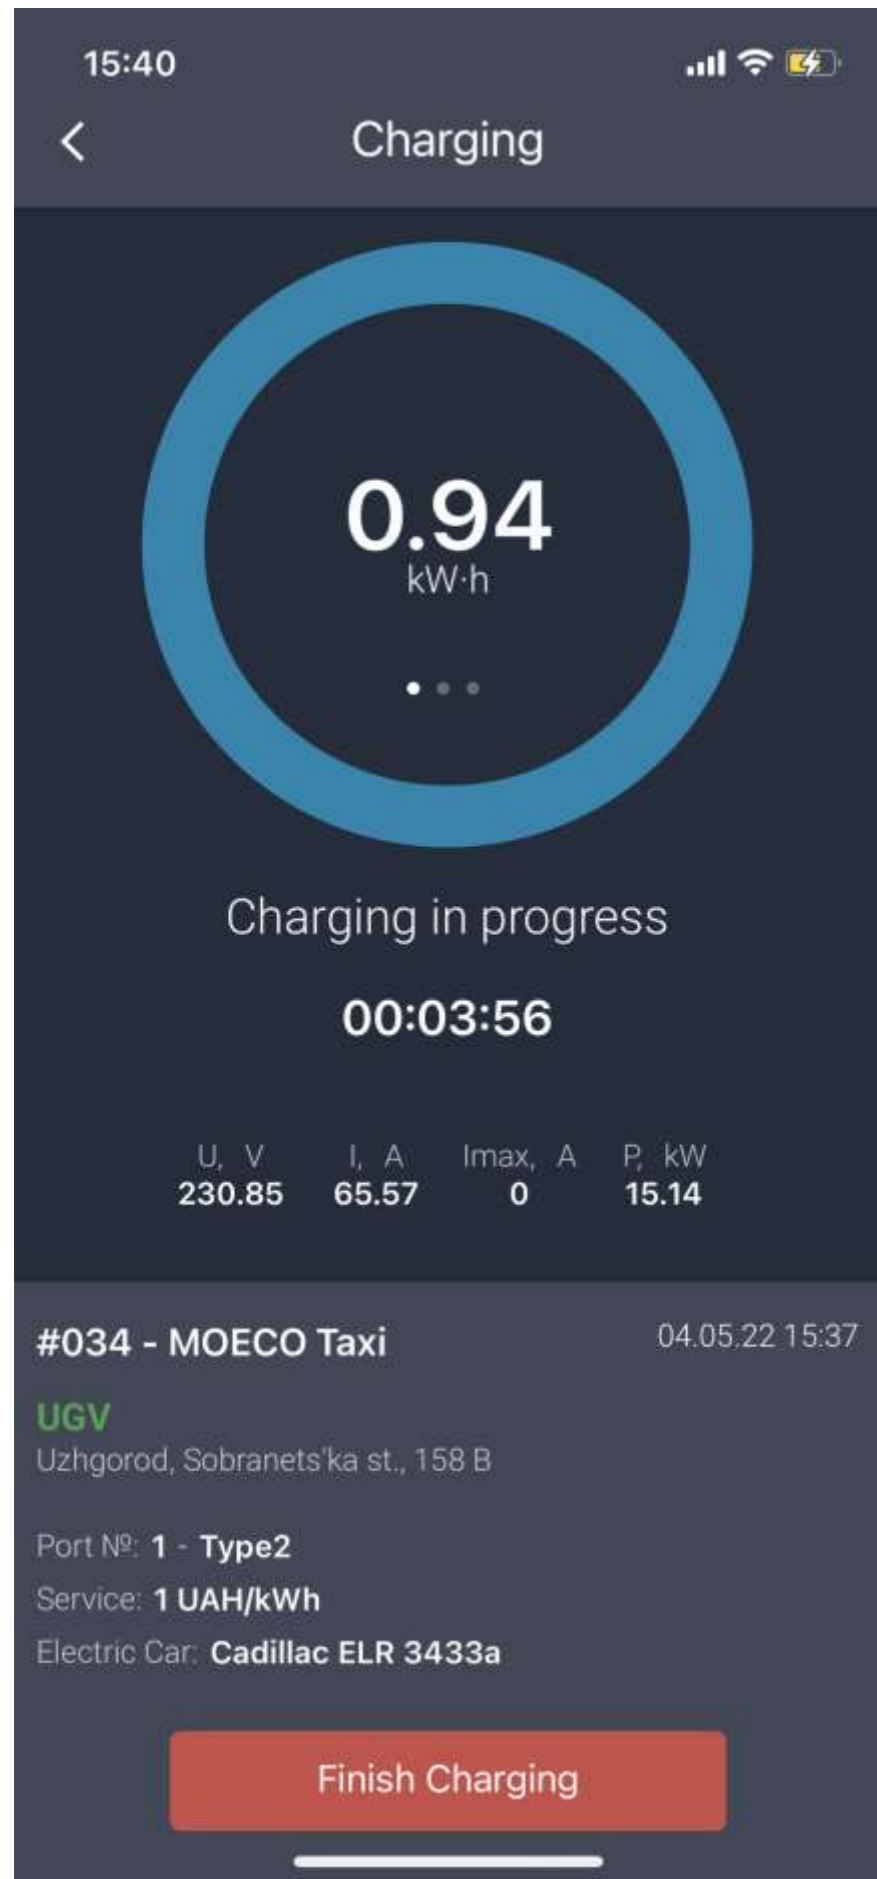 15:40
Charging
0.94
kW·h
Charging in progress
00:03:56
U, V I, A Imax, A P, kW
230.85 65.57 0 15.14
#034 - MOECO Taxi 04.05.22 15:37
UGV
Uzhgorod, Sobranets'ka st., 158 B
Port №: 1 - Type2
Service: 1 UAH/kWh
Electric Car: Cadillac ELR 3433a
Finish Charging